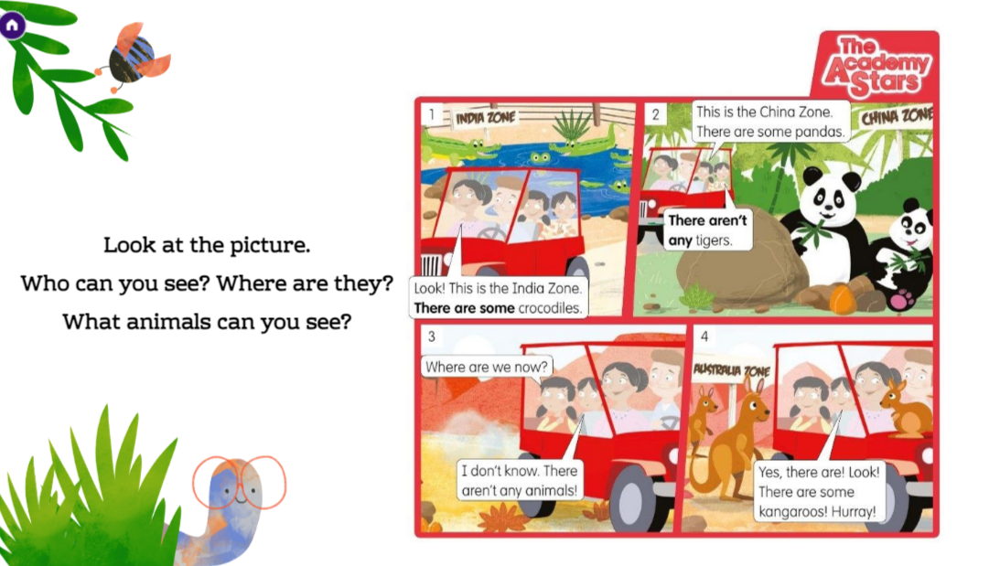 The
Academy
Stars
Look at the picture.
Who can you see? Where are they?
What animals can you see?
1
INDIA ZONE
Look! This is the India Zone.
There are some crocodiles.
2
This is the China Zone.
There are some pandas.
CHINA ZONE
There aren't
any tigers.
3
Where are we now?
I don't know. There
aren't any animals!
4
AUSTRALIA ZONE
Yes, there are! Look!
There are some
kangaroos! Hurray!